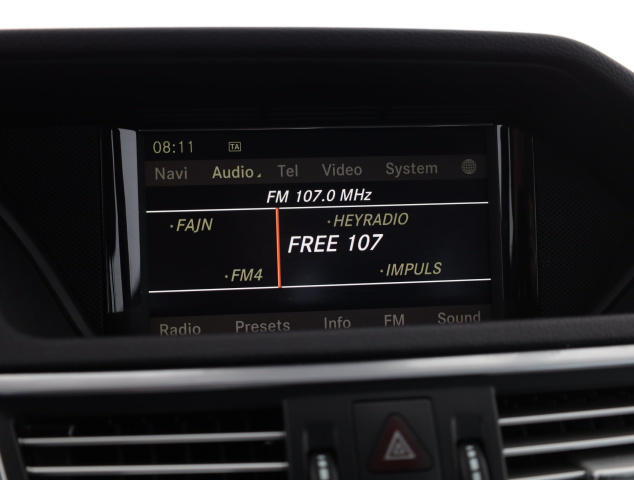 08:11 TA
Navi Audio Tel Video System
FM 107.0 MHz
·FAJN ·HEYRADIO
FREE 107
·FM4 ·IMPULS
Radio Presets Info FM Sound